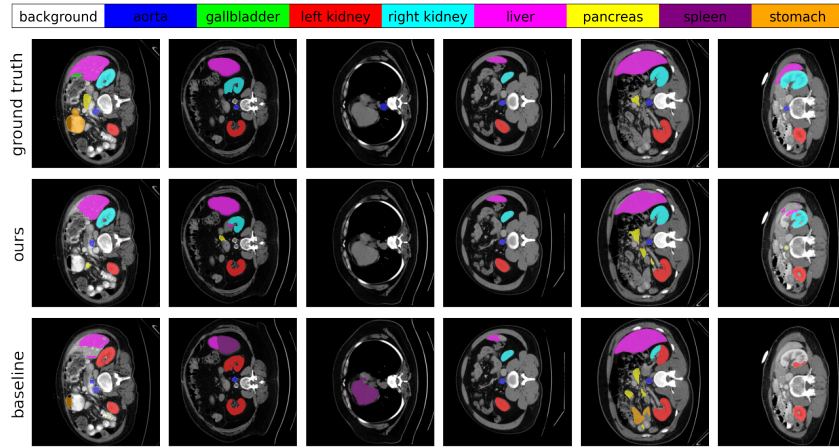 background aorta gallbladder left kidney right kidney liver pancreas spleen stomach
ground truth
ours
baseline